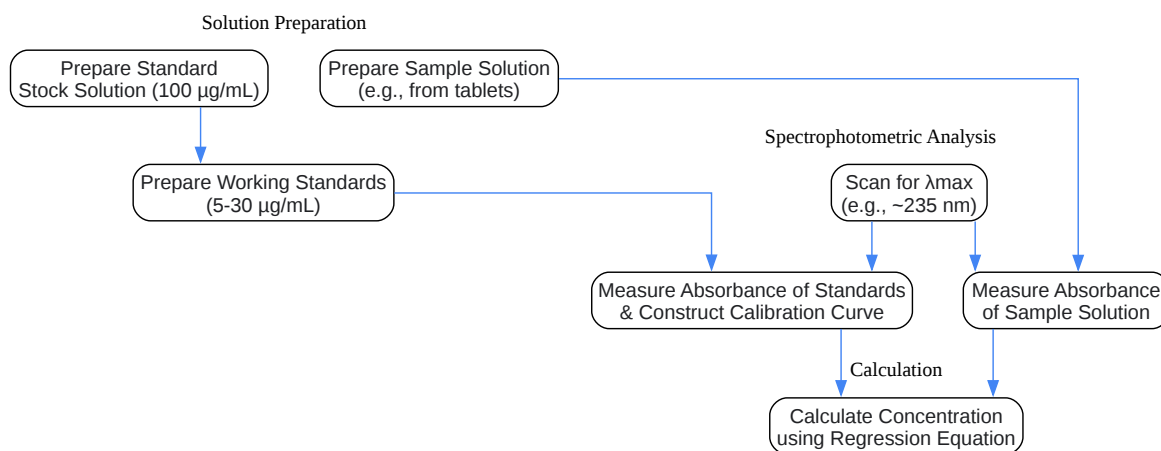 Solution Preparation
Prepare Standard
Stock Solution (100 µg/mL)
Prepare Sample Solution
(e.g., from tablets)
Spectrophotometric Analysis
Prepare Working Standards
(5-30 µg/mL)
Scan for λmax
(e.g., ~235 nm)
Measure Absorbance of Standards
& Construct Calibration Curve
Measure Absorbance
of Sample Solution
Calculation
Calculate Concentration
using Regression Equation